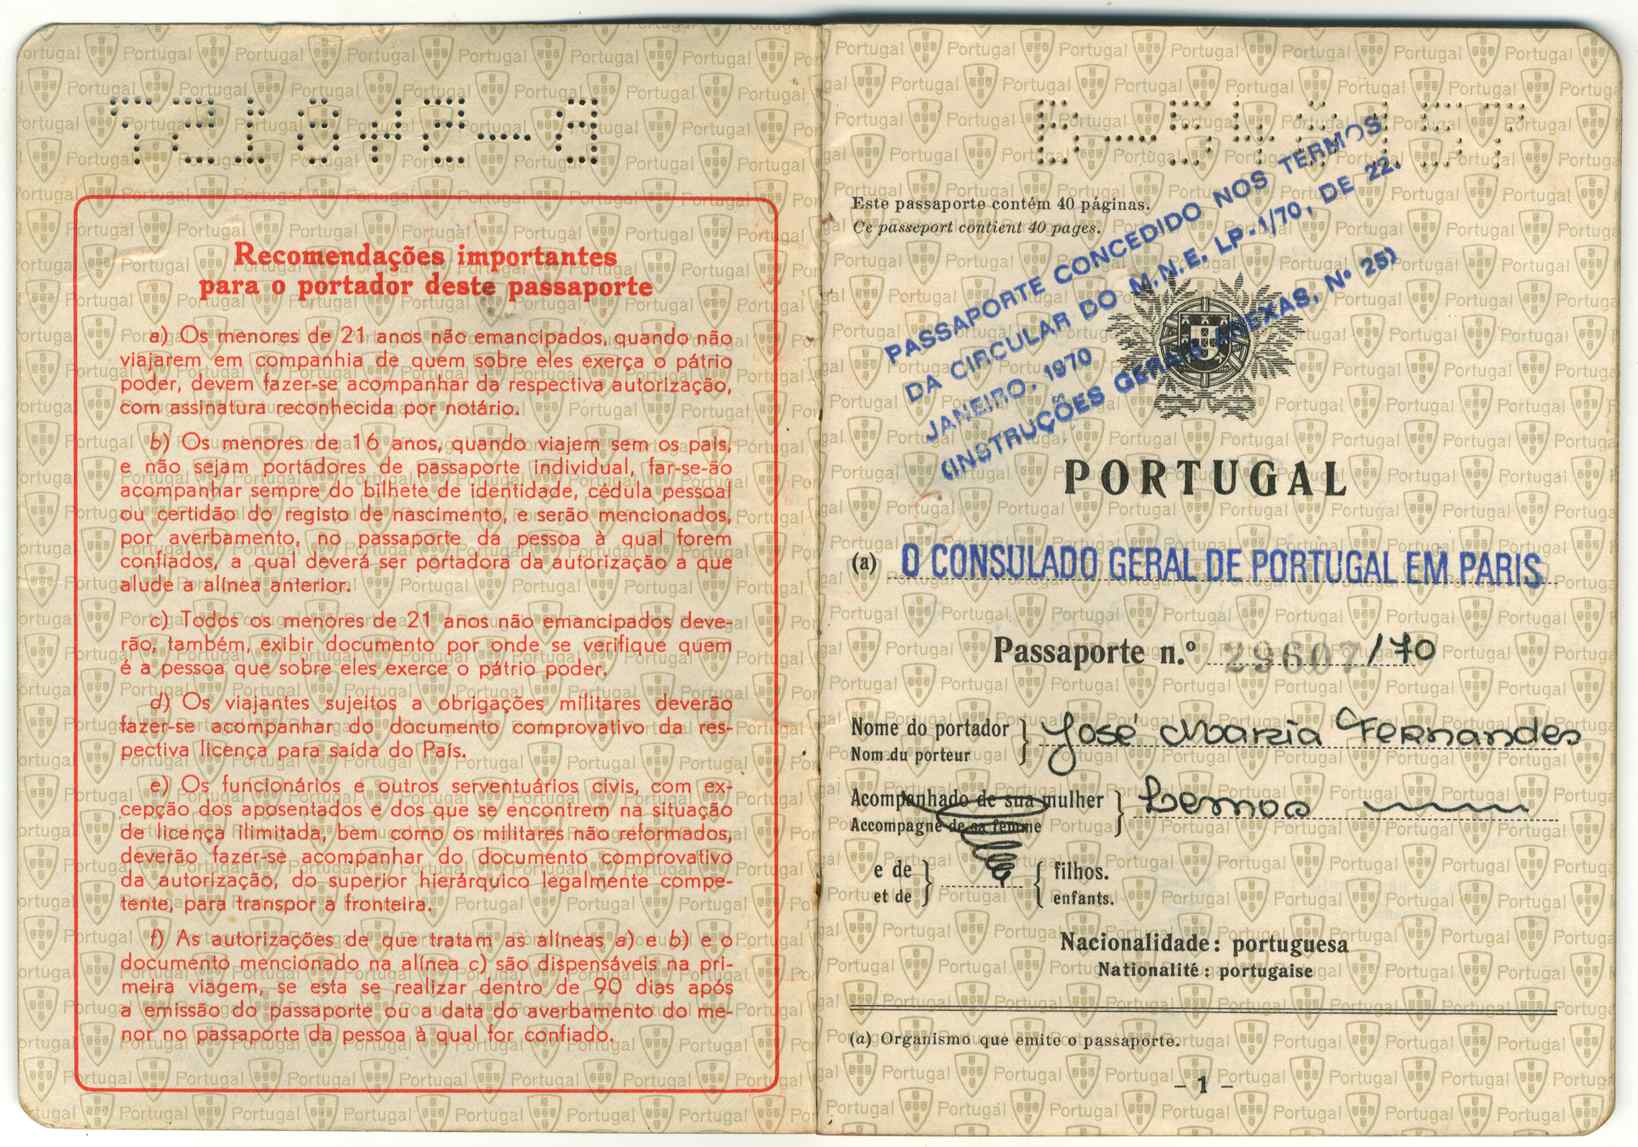 Recomendações importantes
para o portador deste passaporte
a) Os menores de 21 anos não emancipados, quando não
viajarem em companhia de quem sobre eles exerça o pátrio
poder, devem fazer-se acompanhar da respectiva autorização,
com assinatura reconhecida por notário.
b) Os menores de 16 anos, quando viajem sem os pais,
e não sejam portadores de passaporte individual, far-se-ão
acompanhar sempre do bilhete de identidade, cédula pessoal
ou certidão do registo de nascimento, e serão mencionados,
por averbamento, no passaporte da pessoa à qual forem
confiados, a qual deverá ser portadora da autorização a que
alude a alínea anterior.
c) Todos os menores de 21 anos não emancipados deve-
rão, também, exibir documento por onde se verifique quem
é a pessoa que sobre eles exerce o pátrio poder.
d) Os viajantes sujeitos a obrigações militares deverão
fazer-se acompanhar do documento comprovativo da res-
pectiva licença para saída do País.
e) Os funcionários e outros serventuários civis, com ex-
cepção dos aposentados e dos que se encontrem na situação
de licença ilimitada, bem como os militares não reformados,
deverão fazer-se acompanhar do documento comprovativo
da autorização, do superior hierárquico legalmente compe-
tente, para transpor a fronteira.
f) As autorizações de que tratam as alíneas a) e b) e o
documento mencionado na alínea c) são dispensáveis na pri-
meira viagem, se esta se realizar dentro de 90 dias após
a emissão do passaporte ou a data do averbamento do me-
nor no passaporte da pessoa à qual for confiado.
Este passaporte contém 40 páginas.
Ce passeport contient 40 pages.
PASSAPORTE CONCEDIDO NOS TERMOS
DA CIRCULAR DO M.N.E. LP-1/70, DE 22.
JANEIRO, 1970
(INSTRUÇÕES GERAIS ANEXAS, Nº 25)
PORTUGAL
(a) O CONSULADO GERAL DE PORTUGAL EM PARIS
Passaporte n.º 29607/70
Nome do portador } José Maria Fernandes
Nom du porteur
Acompanhado de sua mulher } Lemos
Accompagné de sa femme
e de } { filhos.
et de } { enfants.
Nacionalidade: portuguesa
Nationalité: portugaise
(a) Organismo que emite o passaporte.
– 1 –